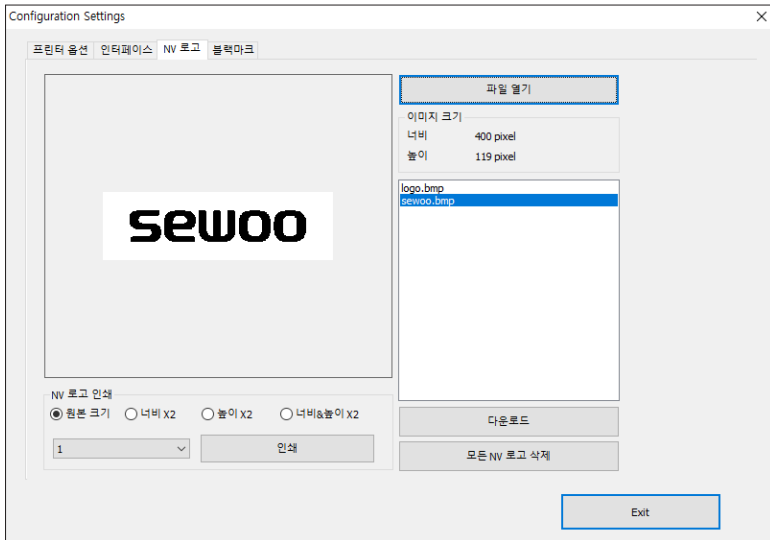 Configuration Settings
프린터 옵션 인터페이스 NV 로고 블랙마크
파일 열기
이미지 크기
너비 400 pixel
높이 119 pixel
logo.bmp
sewoo.bmp
sewoo
NV 로고 인쇄
원본 크기 너비 X2 높이 X2 너비&높이 X2
1 인쇄
다운로드
모든 NV 로고 삭제
Exit